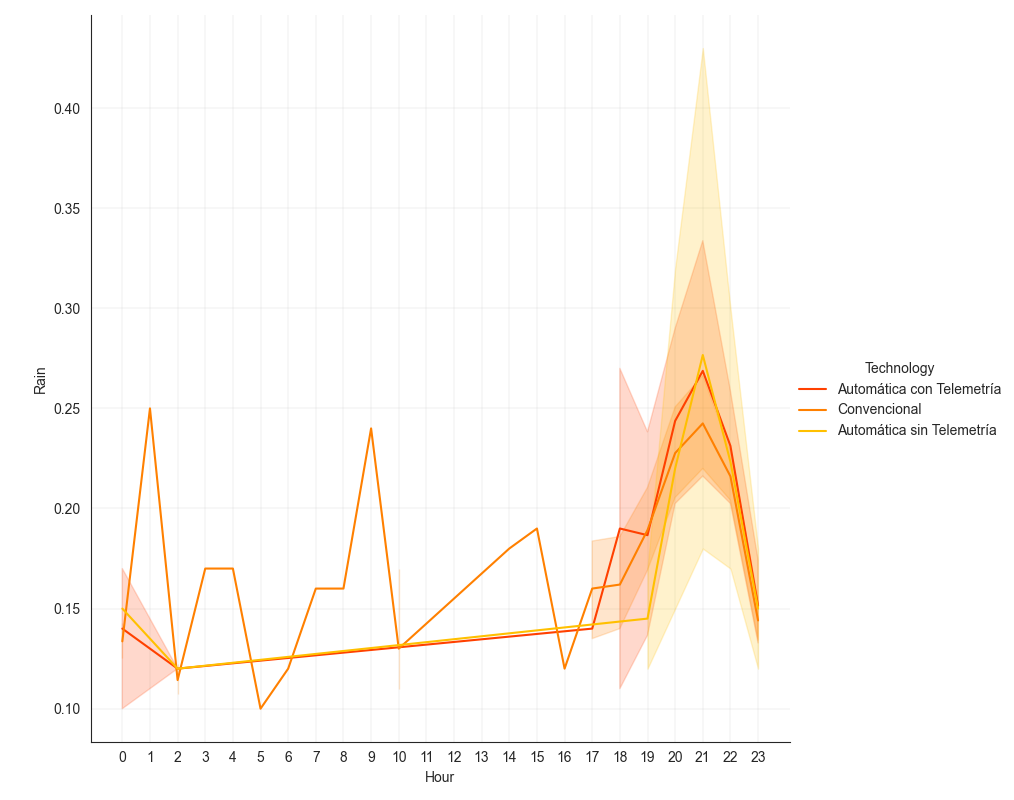 0.40
0.35
0.30
0.25
0.20
0.15
0.10
Rain
0 1 2 3 4 5 6 7 8 9 10 11 12 13 14 15 16 17 18 19 20 21 22 23
Hour
Technology
Automática con Telemetría
Convencional
Automática sin Telemetría